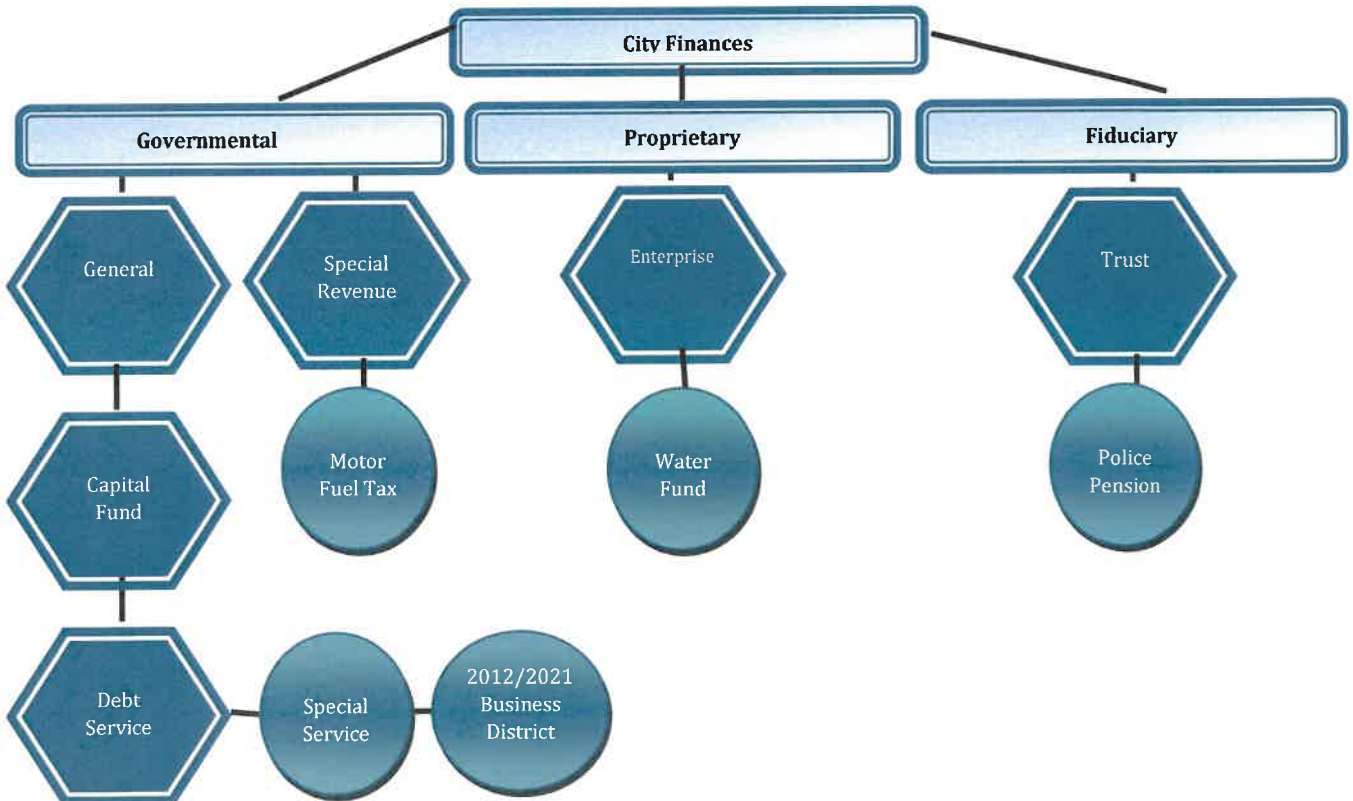 City Finances
Governmental
Proprietary
Fiduciary
General
Special
Revenue
Enterprise
Trust
Capital
Fund
Motor
Fuel Tax
Water
Fund
Police
Pension
Debt
Service
Special
Service
2012/2021
Business
District